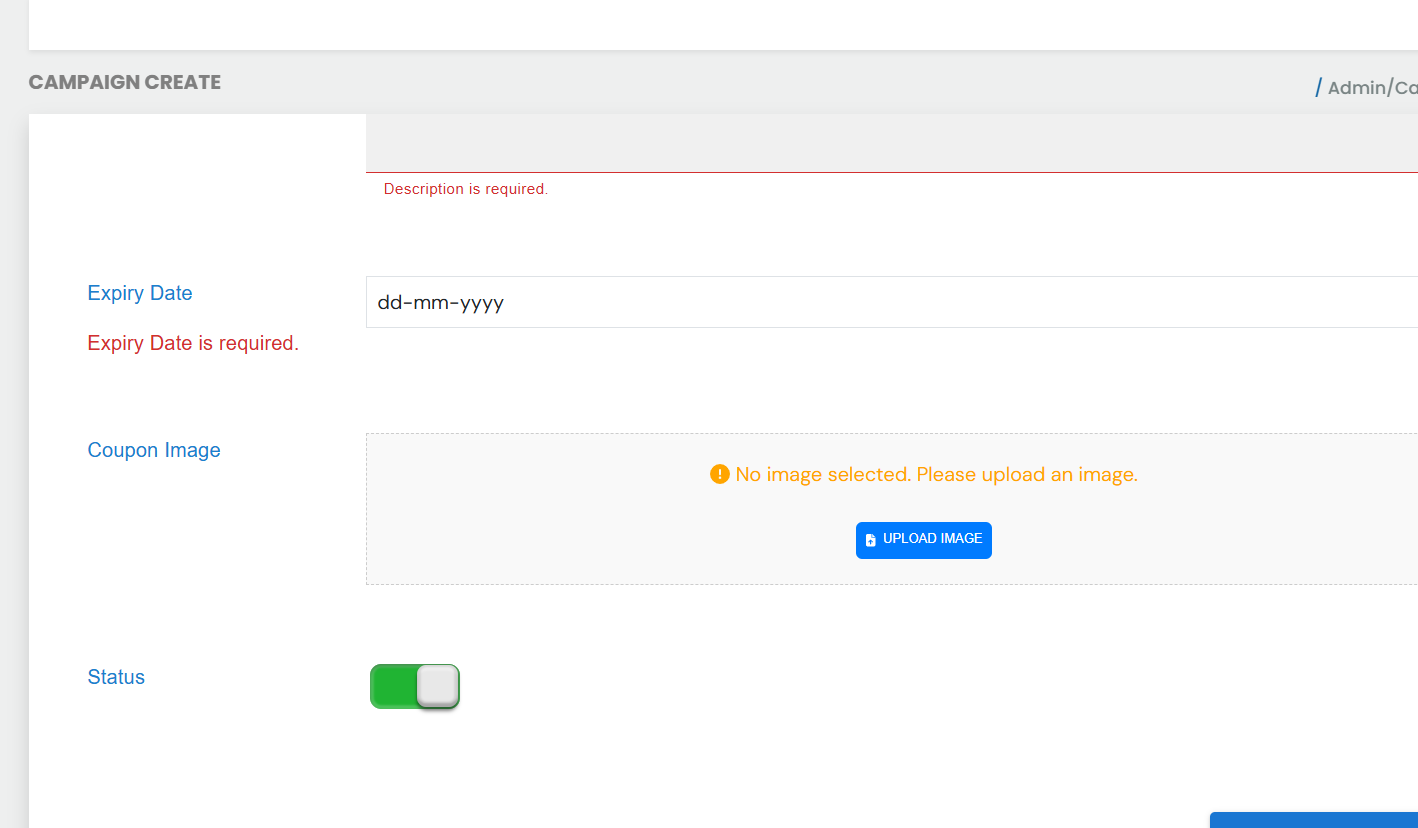 CAMPAIGN CREATE
/ Admin/Ca
Description is required.
Expiry Date
dd-mm-yyyy
Expiry Date is required.
Coupon Image
No image selected. Please upload an image.
UPLOAD IMAGE
Status